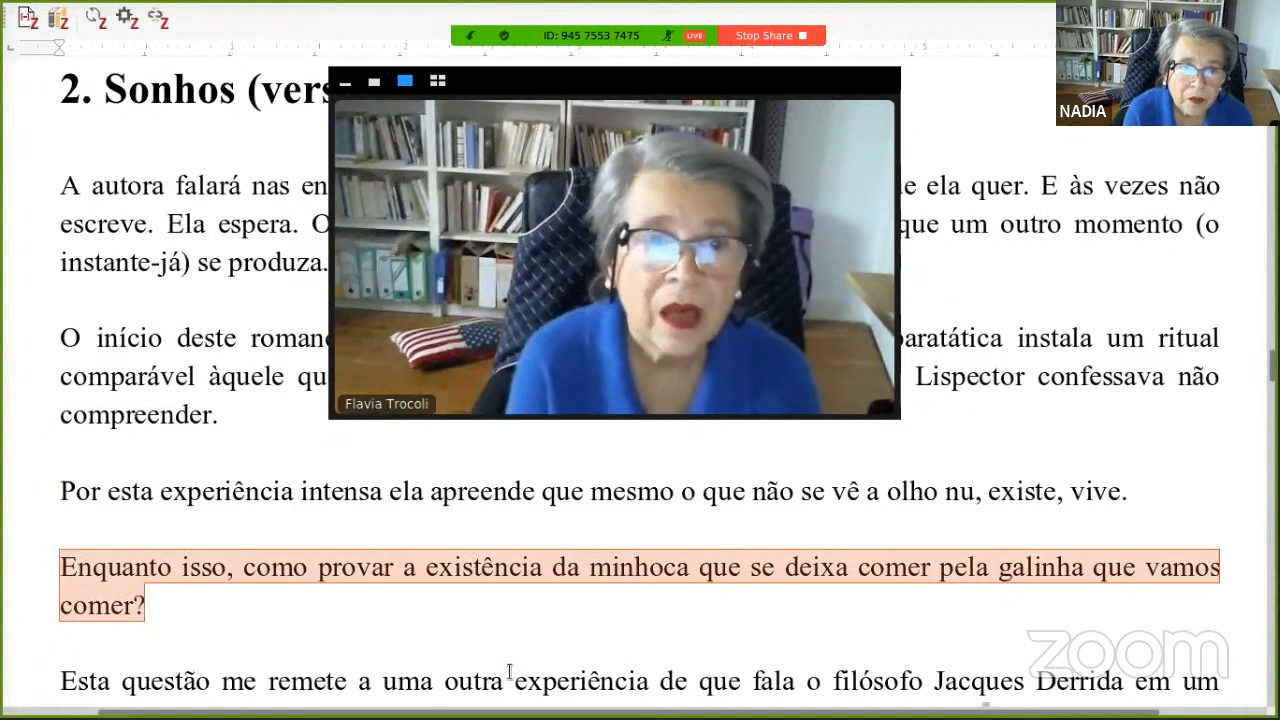 ID: 945 7553 7475 LIVE Stop Share
NADIA
2. Sonhos (vers
A autora falará nas en e ela quer. E às vezes não
escreve. Ela espera. O que um outro momento (o
instante-já) se produza.
O início deste roman paratática instala um ritual
comparável àquele qu Lispector confessava não
compreender.
Flavia Trocoli
Por esta experiência intensa ela apreende que mesmo o que não se vê a olho nu, existe, vive.
Enquanto isso, como provar a existência da minhoca que se deixa comer pela galinha que vamos
comer?
Esta questão me remete a uma outra experiência de que fala o filósofo Jacques Derrida em um
zoom